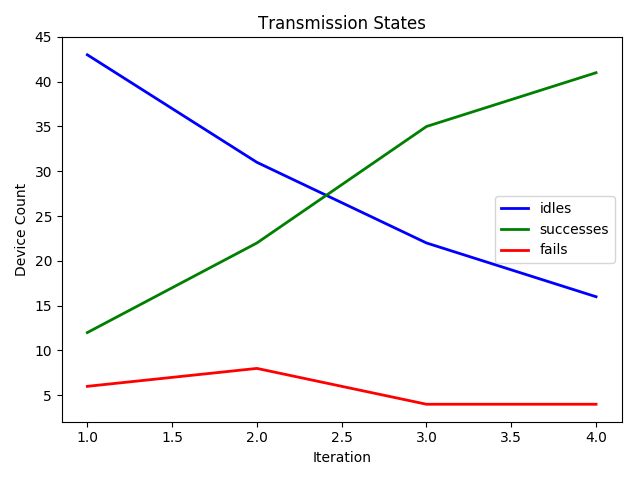 Transmission States
45
40
35
30
25
20
15
10
5
Device Count
idles
successes
fails
1.0 1.5 2.0 2.5 3.0 3.5 4.0
Iteration